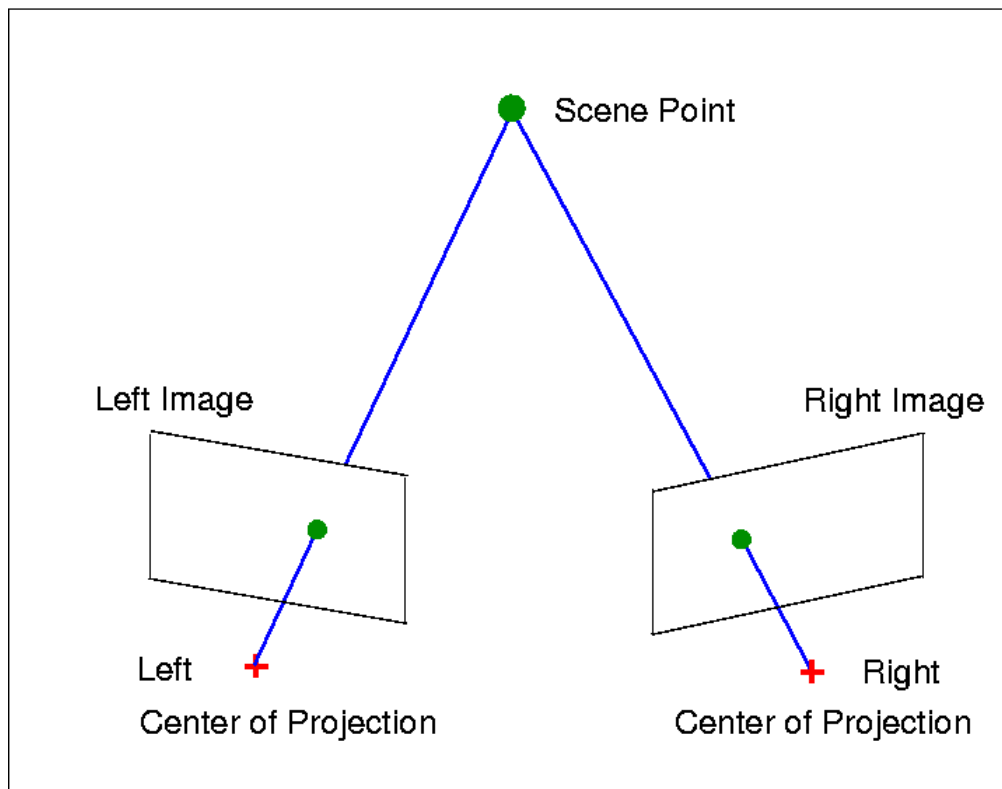 Scene Point
Left Image
Right Image
Left
Right
Center of Projection
Center of Projection